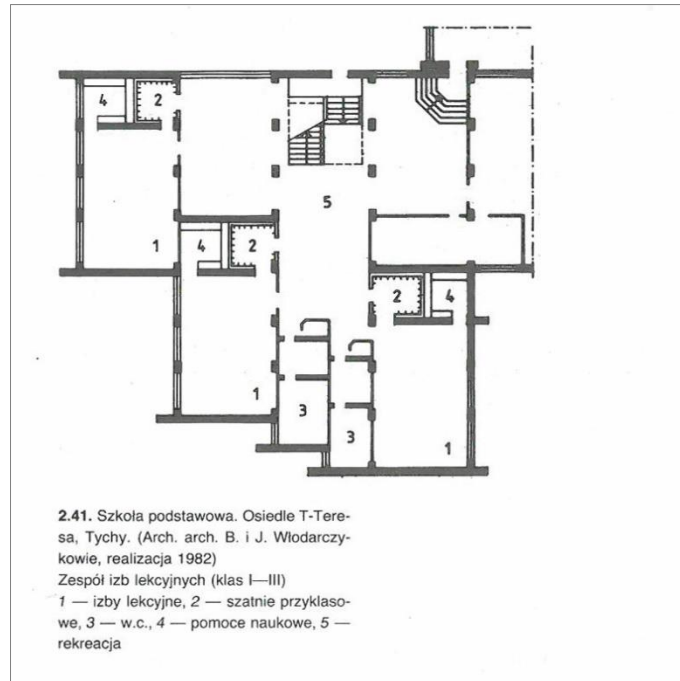 4
2
5
1
4
2
2
4
1
3
3
1
2.41. Szkoła podstawowa. Osiedle T-Tere-
sa, Tychy. (Arch. arch. B. i J. Włodarczy-
kowie, realizacja 1982)
Zespół izb lekcyjnych (klas I—III)
1 — izby lekcyjne, 2 — szatnie przyklaso-
we, 3 — w.c., 4 — pomoce naukowe, 5 —
rekreacja